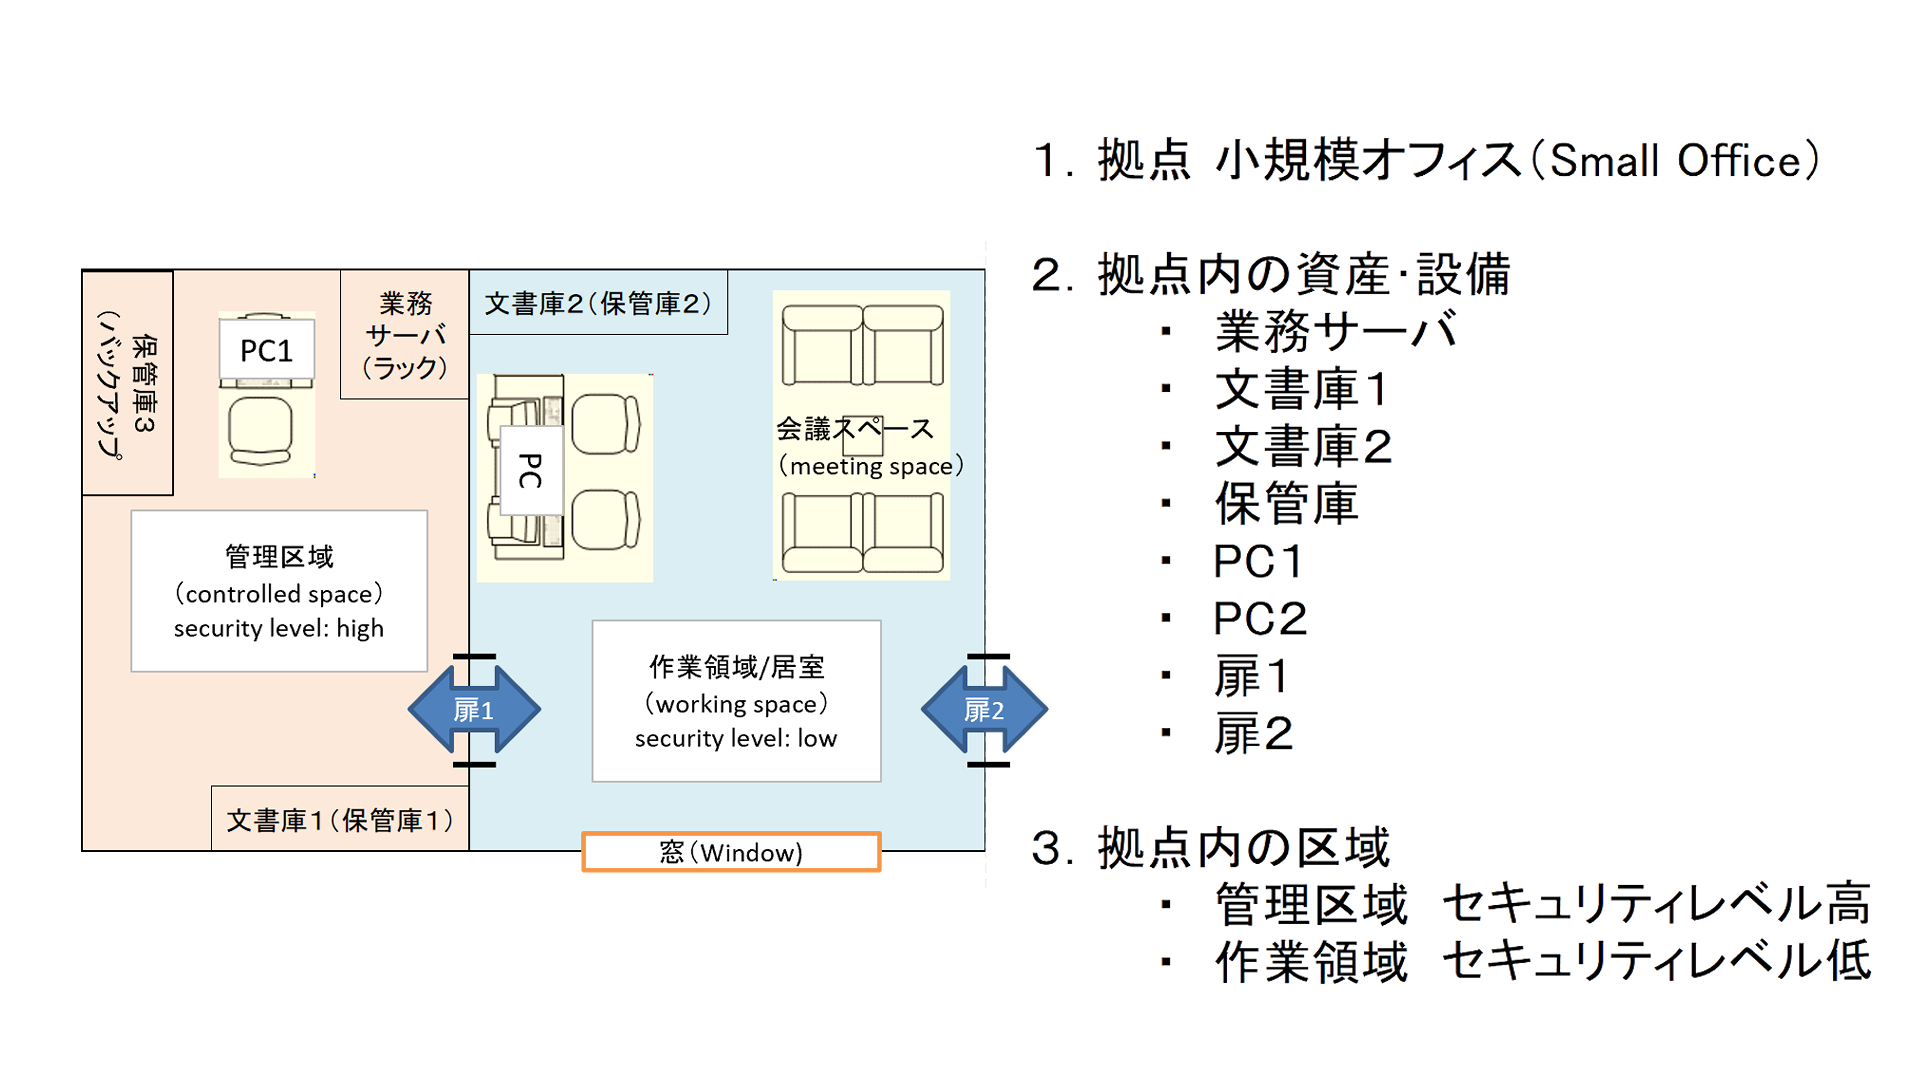 保管庫３
（バックアップ）
PC1
業務
サーバ
（ラック）
管理区域
（controlled space）
security level: high
文書庫１（保管庫１）
扉1
文書庫２（保管庫２）
PC
会議スペース
（meeting space）
作業領域/居室
（working space）
security level: low
扉2
窓（Window)
１．拠点 小規模オフィス（Small Office）
２．拠点内の資産・設備
・ 業務サーバ
・ 文書庫１
・ 文書庫２
・ 保管庫
・ PC１
・ PC２
・ 扉１
・ 扉２
３．拠点内の区域
・ 管理区域 セキュリティレベル高
・ 作業領域 セキュリティレベル低